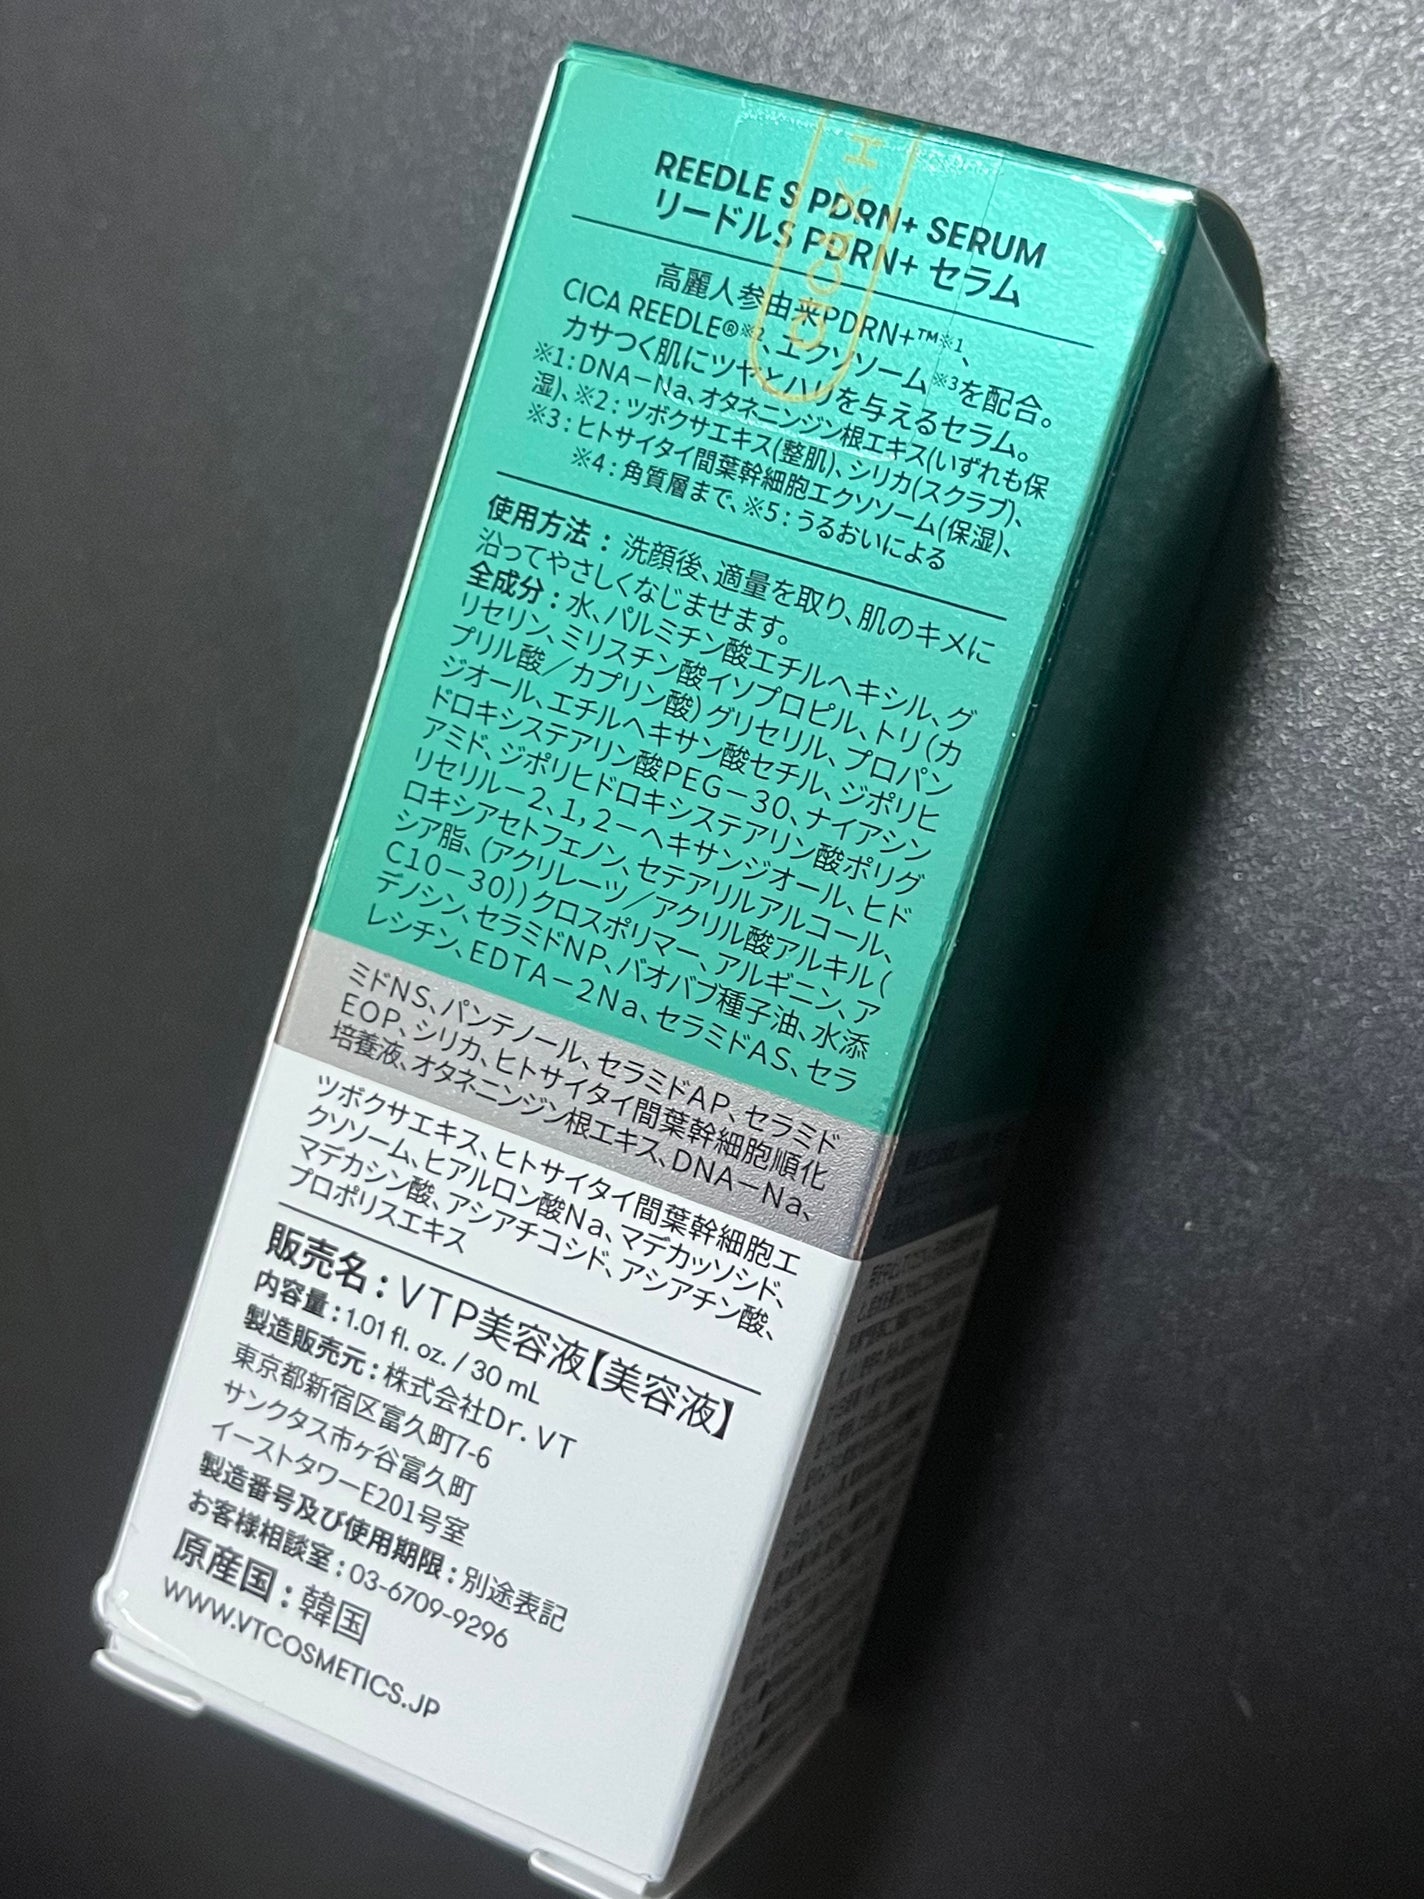 REEDLE S PDRN+ SERUM
リードルS PDRN+ セラム
高麗人参由来PDRN+™※1、
CICA REEDLE®※2、エクソソーム※3を配合。
カサつく肌にツヤとハリを与えるセラム。
※1：DNA－Na、オタネニンジン根エキス(いずれも保
湿)、※2：ツボクサエキス(整肌)、シリカ(スクラブ)、
※3：ヒトサイタイ間葉幹細胞エクソソーム(保湿)、
※4：角質層まで、※5：うるおいによる
使用方法：洗顔後、適量を取り、肌のキメに
沿ってやさしくなじませます。
全成分：水、パルミチン酸エチルヘキシル、グ
リセリン、ミリスチン酸イソプロピル、トリ（カ
プリル酸／カプリン酸）グリセリル、プロパン
ジオール、エチルヘキサン酸セチル、ジポリヒ
ドロキシステアリン酸PEG－30、ナイアシン
アミド、ジポリヒドロキシステアリン酸ポリグ
リセリル－2、1，2－ヘキサンジオール、ヒド
ロキシアセトフェノン、セテアリルアルコール、
シア脂、（アクリレーツ／アクリル酸アルキル（
C10－30））クロスポリマー、アルギニン、ア
デノシン、セラミドNP、バオバブ種子油、水添
レシチン、EDTA－2Na、セラミドAS、セラ
ミドNS、パンテノール、セラミドAP、セラミド
EOP、シリカ、ヒトサイタイ間葉幹細胞順化
培養液、オタネニンジン根エキス、DNA－Na、
ツボクサエキス、ヒトサイタイ間葉幹細胞エ
クソソーム、ヒアルロン酸Na、マデカッソシド、
マデカシン酸、アシアチコシド、アシアチン酸、
プロポリスエキス
販売名：VTP美容液【美容液】
内容量：1.01 fl. oz. / 30 mL
製造販売元：株式会社Dr. VT
東京都新宿区富久町7-6
サンクタス市ヶ谷富久町
イーストタワーE201号室
製造番号及び使用期限：別途表記
お客様相談室：03-6709-9296
原産国：韓国
WWW.VTCOSMETICS.JP